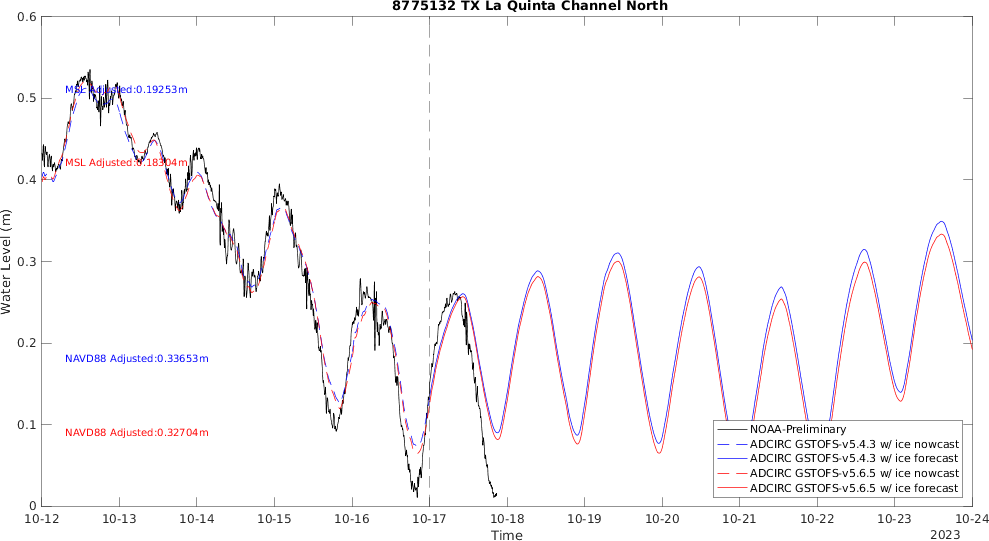 8775132 TX La Quinta Channel North
0.6
0.5
0.4
0.3
0.2
0.1
0
Water Level (m)
MSL Adjusted:0.19253m
MSL Adjusted:0.18304m
NAVD88 Adjusted:0.33653m
NAVD88 Adjusted:0.32704m
NOAA-Preliminary
ADCIRC GSTOFS-v5.4.3 w/ ice nowcast
ADCIRC GSTOFS-v5.4.3 w/ ice forecast
ADCIRC GSTOFS-v5.6.5 w/ ice nowcast
ADCIRC GSTOFS-v5.6.5 w/ ice forecast
10-12 10-13 10-14 10-15 10-16 10-17 10-18 10-19 10-20 10-21 10-22 10-23 10-24
Time
2023